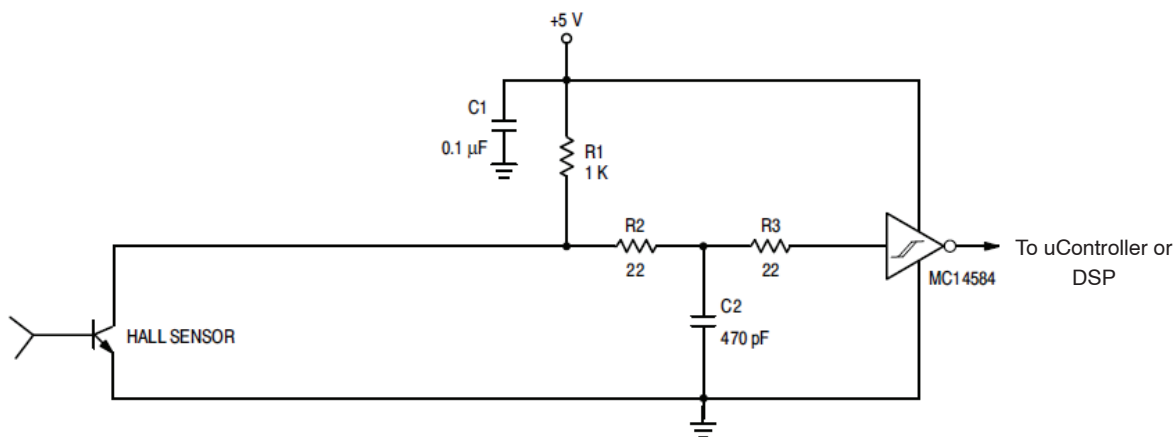 +5 V
C1
0.1 µF
R1
1 K
R2
22
R3
22
MC14584
To uController or
DSP
HALL SENSOR
C2
470 pF